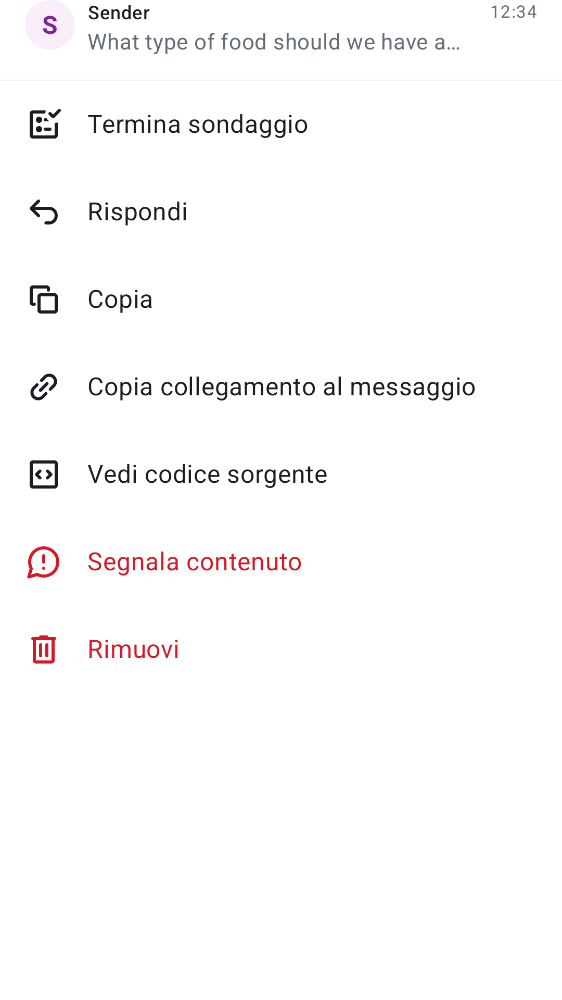 S
Sender
12:34
What type of food should we have a…
Termina sondaggio
Rispondi
Copia
Copia collegamento al messaggio
Vedi codice sorgente
Segnala contenuto
Rimuovi